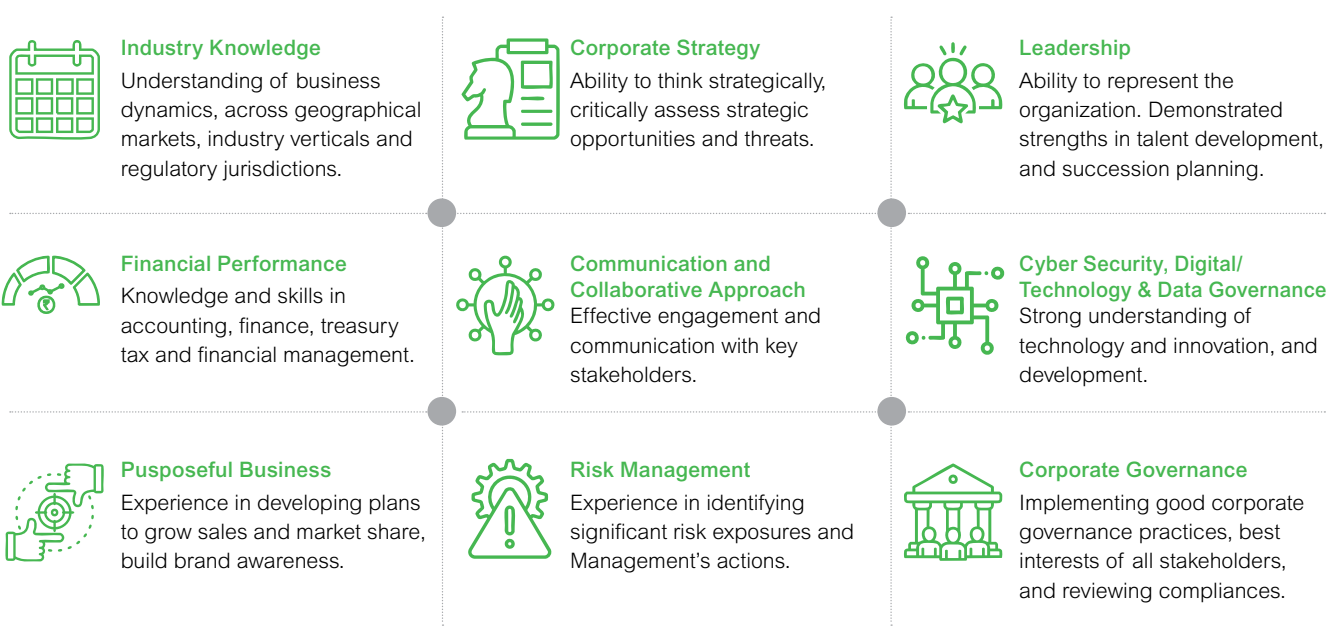 Industry Knowledge
Understanding of business
dynamics, across geographical
markets, industry verticals and
regulatory jurisdictions.
Corporate Strategy
Ability to think strategically,
critically assess strategic
opportunities and threats.
Leadership
Ability to represent the
organization. Demonstrated
strengths in talent development,
and succession planning.
₹
Financial Performance
Knowledge and skills in
accounting, finance, treasury
tax and financial management.
Communication and
Collaborative Approach
Effective engagement and
communication with key
stakeholders.
Cyber Security, Digital/
Technology & Data Governance
Strong understanding of
technology and innovation, and
development.
Pusposeful Business
Experience in developing plans
to grow sales and market share,
build brand awareness.
Risk Management
Experience in identifying
significant risk exposures and
Management's actions.
Corporate Governance
Implementing good corporate
governance practices, best
interests of all stakeholders,
and reviewing compliances.